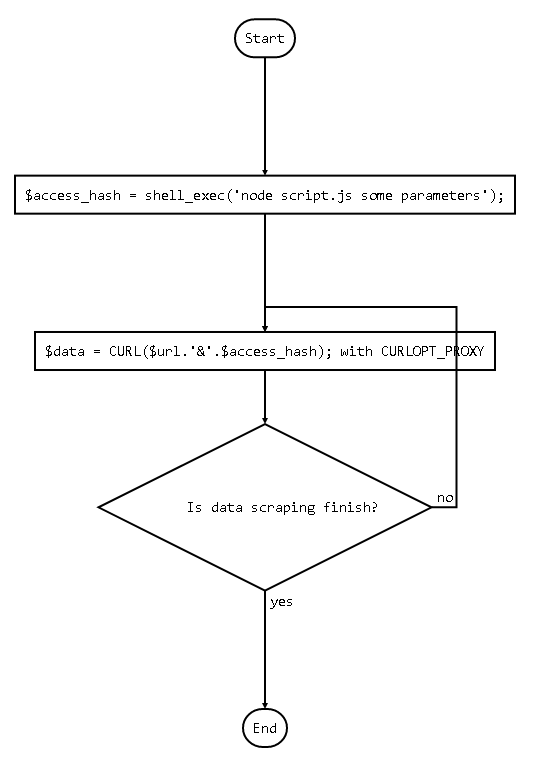 Start
$access_hash = shell_exec('node script.js some parameters');
$data = CURL($url.'&'.$access_hash); with CURLOPT_PROXY
Is data scraping finish?
no
yes
End